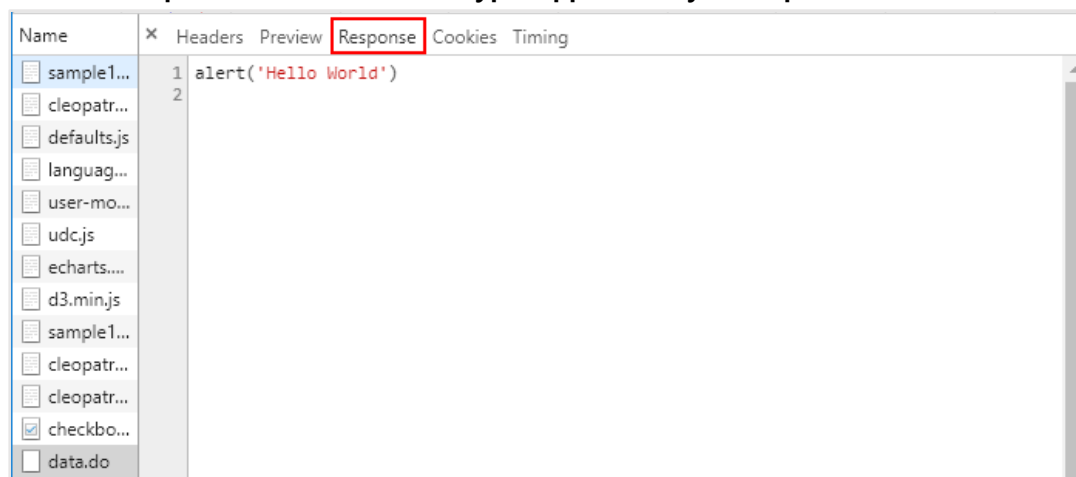 Name
× Headers Preview Response Cookies Timing
sample1...
cleopatr...
defaults.js
languag...
user-mo...
udc.js
echarts....
d3.min.js
sample1...
cleopatr...
cleopatr...
checkbo...
data.do
1 alert('Hello World')
2